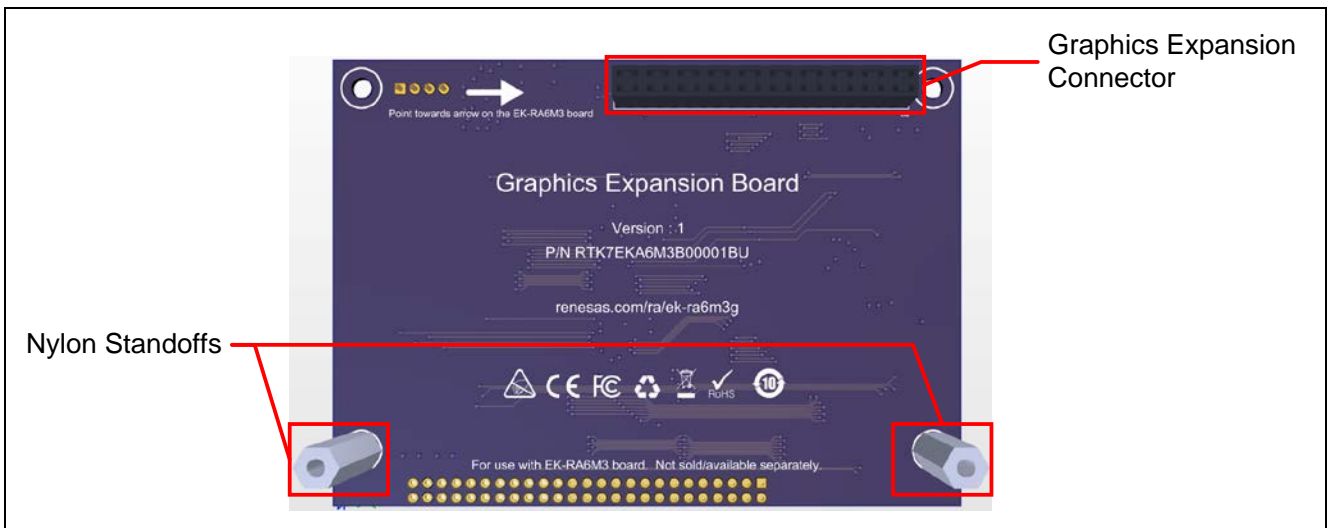 Graphics Expansion
Connector
Point towards arrow on the EK-RA6M3 board
Graphics Expansion Board
Version : 1
P/N RTK7EKA6M3B00001BU
renesas.com/ra/ek-ra6m3g
Nylon Standoffs
CE FC RoHS 10
For use with EK-RA6M3 board. Not sold/available separately.